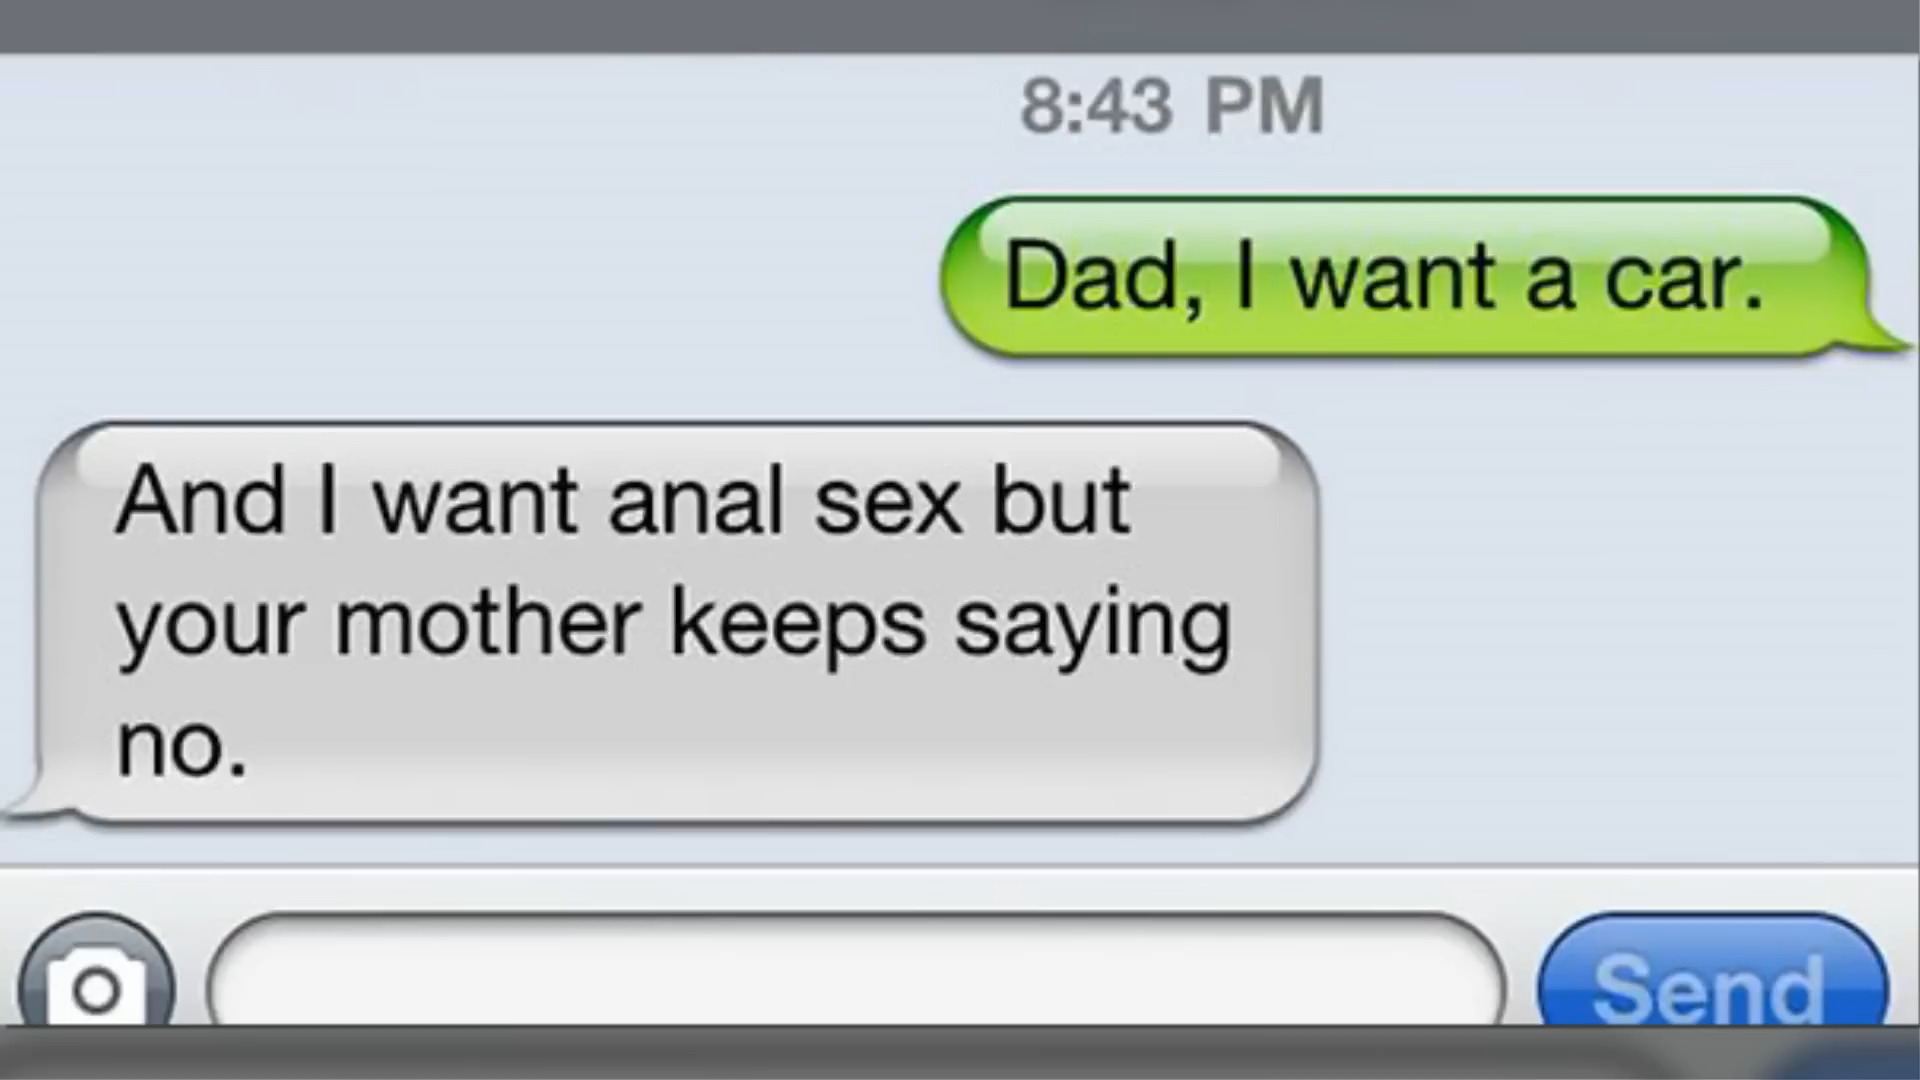 8:43 PM
Dad, I want a car.
And I want anal sex but
your mother keeps saying
no.
Send